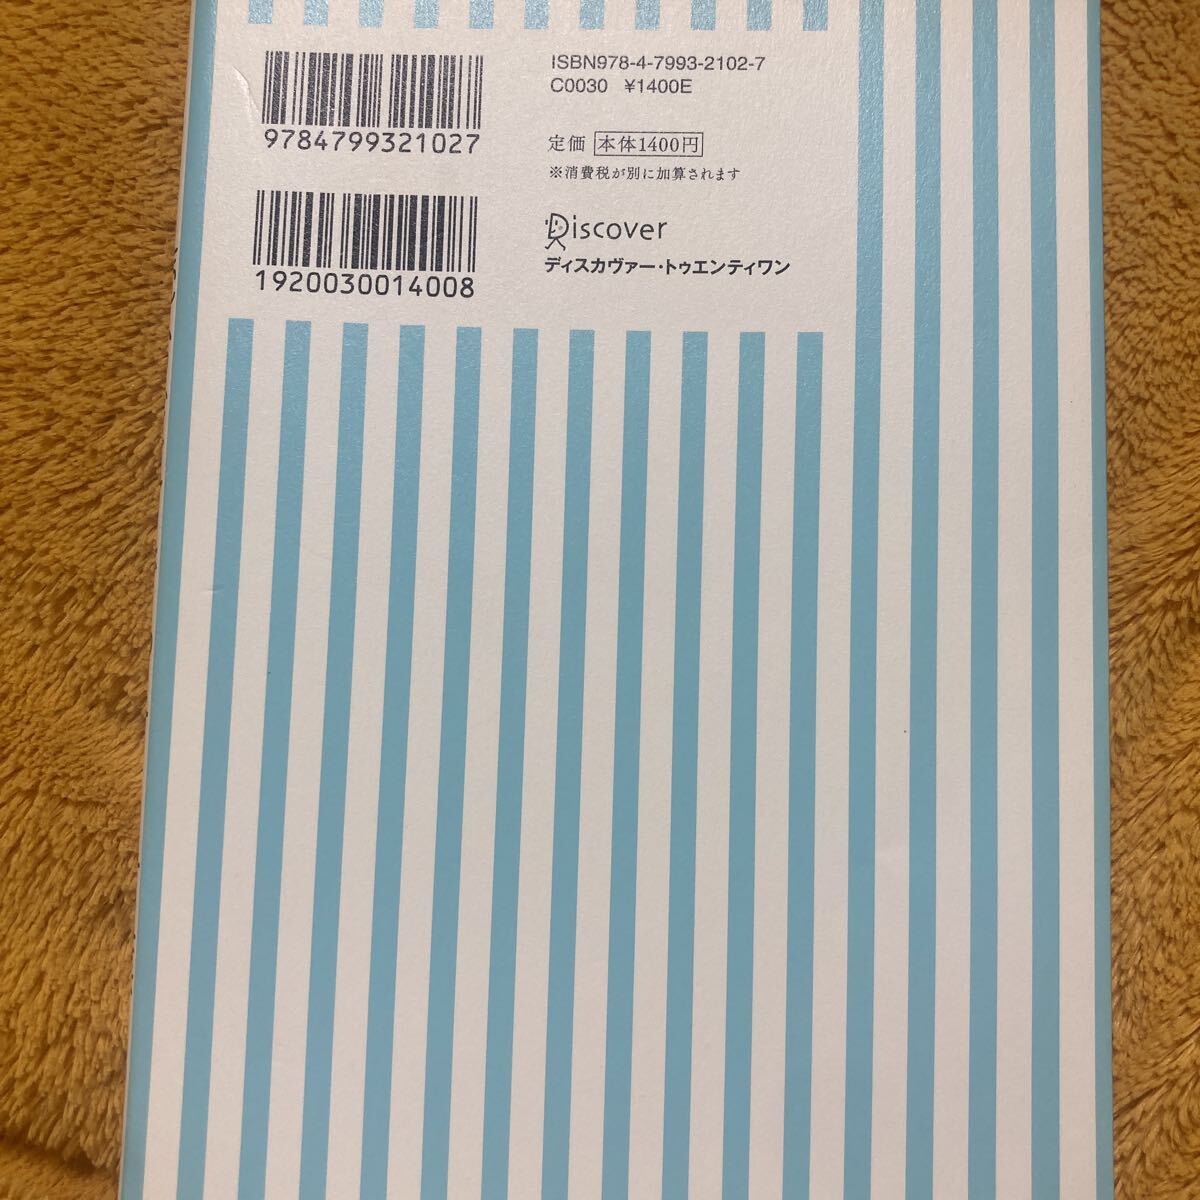 9784799321027
1920030014008
ISBN978-4-7993-2102-7
C0030 ¥1400E
定価 本体1400円
※消費税が別に加算されます
Discover
ディスカヴァー・トゥエンティワン